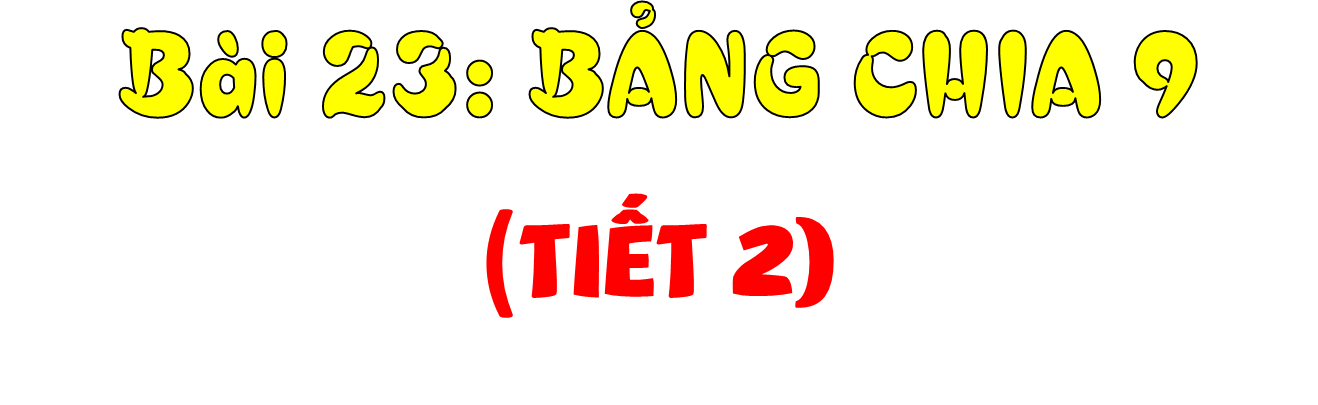 Bài 23: BẢNG CHIA 9
(TIẾT 2)